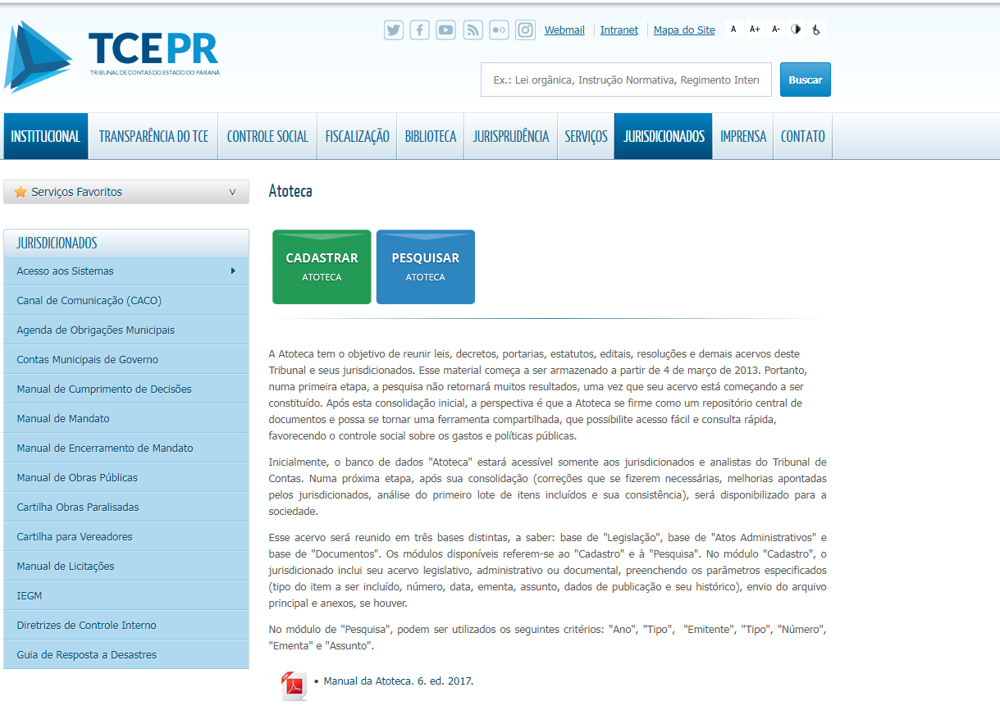 TCEPR
TRIBUNAL DE CONTAS DO ESTADO DO PARANÁ
Webmail
Intranet
Mapa do Site
A
A+
A-
Ex.: Lei orgânica, Instrução Normativa, Regimento Inter
Buscar
INSTITUCIONAL
TRANSPARÊNCIA DO TCE
CONTROLE SOCIAL
FISCALIZAÇÃO
BIBLIOTECA
JURISPRUDÊNCIA
SERVIÇOS
JURISDICIONADOS
IMPRENSA
CONTATO
Serviços Favoritos
JURISDICIONADOS
Acesso aos Sistemas
Canal de Comunicação (CACO)
Agenda de Obrigações Municipais
Contas Municipais de Governo
Manual de Cumprimento de Decisões
Manual de Mandato
Manual de Encerramento de Mandato
Manual de Obras Públicas
Cartilha Obras Paralisadas
Cartilha para Vereadores
Manual de Licitações
IEGM
Diretrizes de Controle Interno
Guia de Resposta a Desastres
Atoteca
CADASTRAR
ATOTECA
PESQUISAR
ATOTECA
A Atoteca tem o objetivo de reunir leis, decretos, portarias, estatutos, editais, resoluções e demais acervos deste
Tribunal e seus jurisdicionados. Esse material começa a ser armazenado a partir de 4 de março de 2013. Portanto,
numa primeira etapa, a pesquisa não retornará muitos resultados, uma vez que seu acervo está começando a ser
constituído. Após esta consolidação inicial, a perspectiva é que a Atoteca se firme como um repositório central de
documentos e possa se tornar uma ferramenta compartilhada, que possibilite acesso fácil e consulta rápida,
favorecendo o controle social sobre os gastos e políticas públicas.
Inicialmente, o banco de dados "Atoteca" estará acessível somente aos jurisdicionados e analistas do Tribunal de
Contas. Numa próxima etapa, após sua consolidação (correções que se fizerem necessárias, melhorias apontadas
pelos jurisdicionados, análise do primeiro lote de itens incluídos e sua consistência), será disponibilizado para a
sociedade.
Esse acervo será reunido em três bases distintas, a saber: base de "Legislação", base de "Atos Administrativos" e
base de "Documentos". Os módulos disponíveis referem-se ao "Cadastro" e à "Pesquisa". No módulo "Cadastro", o
jurisdicionado inclui seu acervo legislativo, administrativo ou documental, preenchendo os parâmetros especificados
(tipo do item a ser incluído, número, data, ementa, assunto, dados de publicação e seu histórico), envio do arquivo
principal e anexos, se houver.
No módulo de "Pesquisa", podem ser utilizados os seguintes critérios: "Ano", "Tipo", "Emitente", "Tipo", "Número",
"Ementa" e "Assunto".
• Manual da Atoteca. 6. ed. 2017.